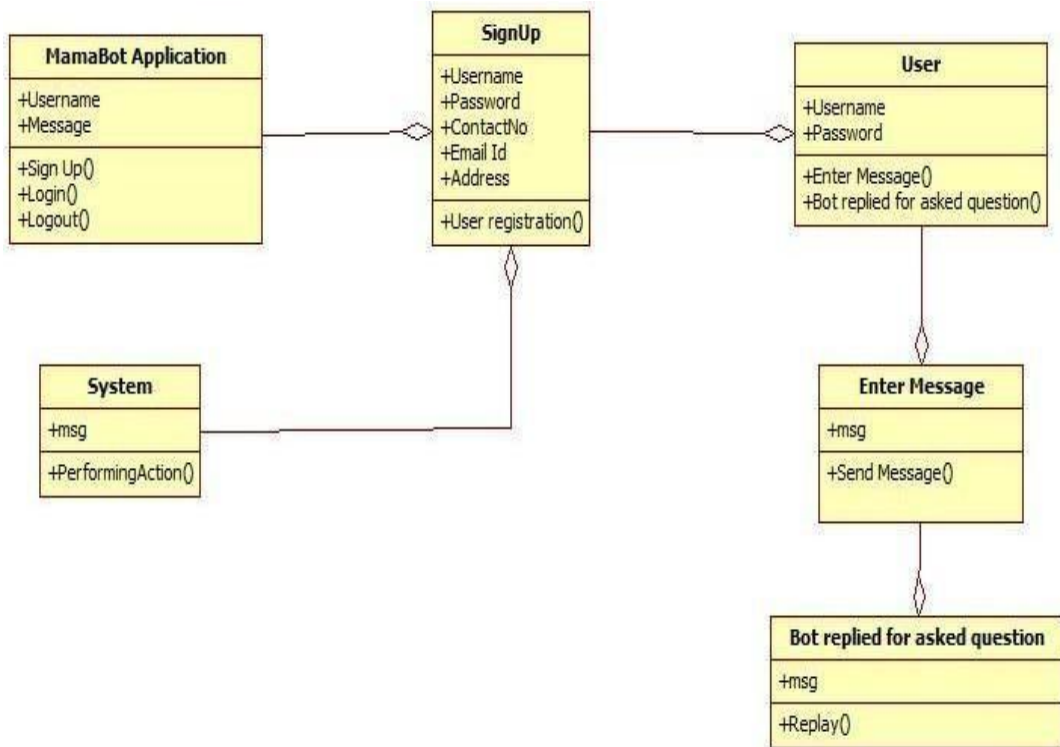 MamaBot Application
+Username
+Message
+Sign Up()
+Login()
+Logout()
SignUp
+Username
+Password
+ContactNo
+Email Id
+Address
+User registration()
User
+Username
+Password
+Enter Message()
+Bot replied for asked question()
System
+msg
+PerformingAction()
Enter Message
+msg
+Send Message()
Bot replied for asked question
+msg
+Replay()